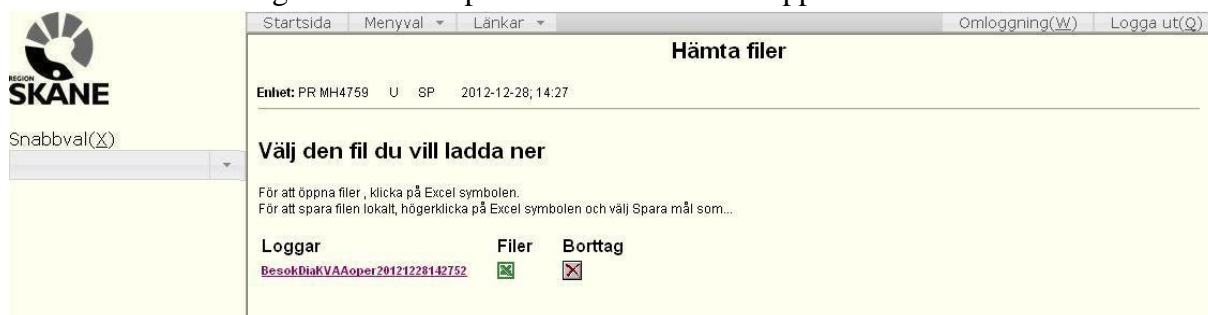 Startsida Menyval Länkar Omloggning(W) Logga ut(Q)
REGION
SKÅNE
Snabbval(X)
Hämta filer
Enhet: PR MH4759 U SP 2012-12-28; 14:27
Välj den fil du vill ladda ner
För att öppna filer , klicka på Excel symbolen.
För att spara filen lokalt, högerklicka på Excel symbolen och välj Spara mål som...
Loggar Filer Borttag
BesokDiaKVAAoper20121228142752